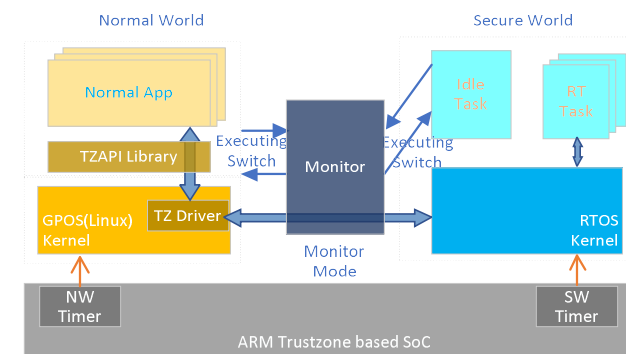 Normal World
Secure World
Normal App
Idle
Task
RT
Task
Executing
Switch
Executing
Switch
TZAPI Library
Monitor
GPOS(Linux)
Kernel
TZ Driver
RTOS
Kernel
Monitor
Mode
NW
Timer
SW
Timer
ARM Trustzone based SoC